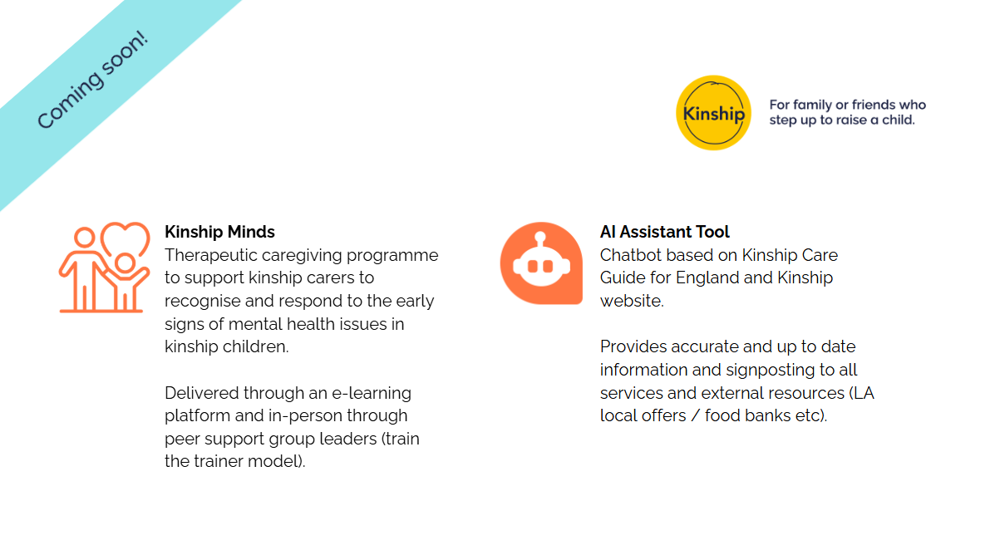 Coming soon!
Kinship
For family or friends who
step up to raise a child.
Kinship Minds
Therapeutic caregiving programme
to support kinship carers to
recognise and respond to the early
signs of mental health issues in
kinship children.
Delivered through an e-learning
platform and in-person through
peer support group leaders (train
the trainer model).
AI Assistant Tool
Chatbot based on Kinship Care
Guide for England and Kinship
website.
Provides accurate and up to date
information and signposting to all
services and external resources (LA
local offers / food banks etc).